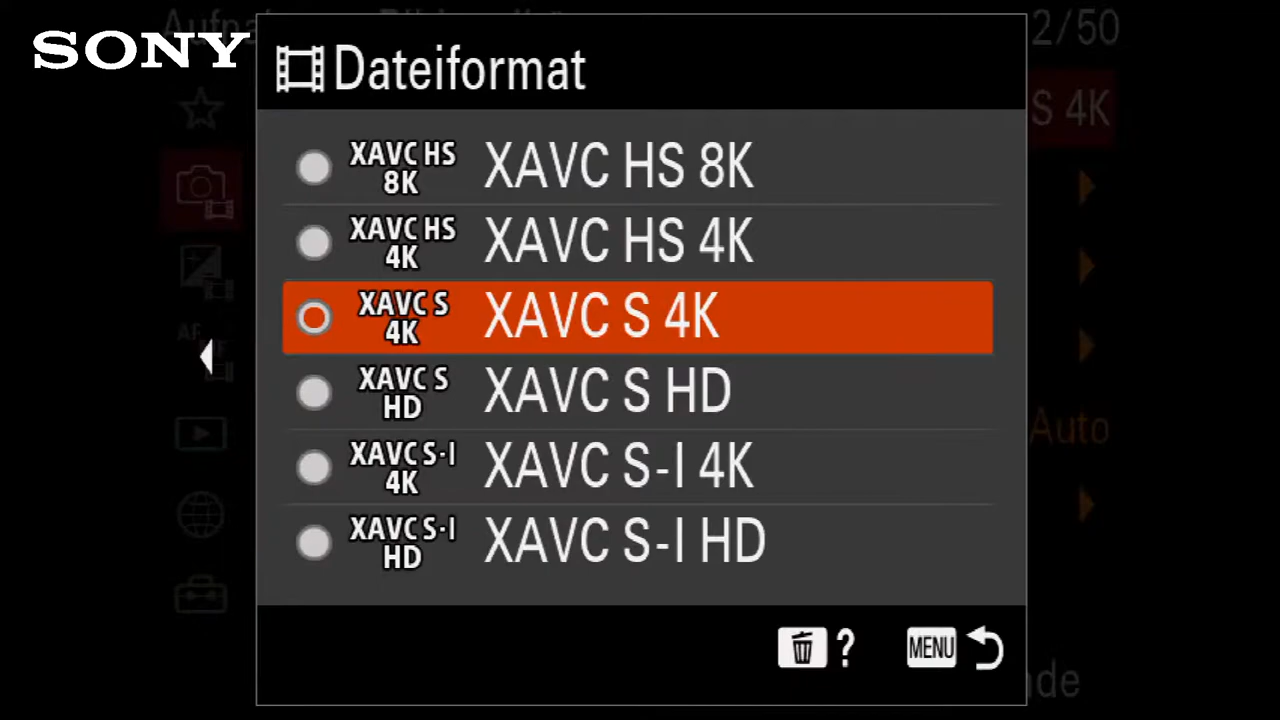 SONY
2/50
Dateiformat
S 4K
XAVC HS
8K
XAVC HS 8K
XAVC HS
4K
XAVC HS 4K
XAVC S
4K
XAVC S 4K
AF
XAVC S
HD
XAVC S HD
Auto
XAVC S-I
4K
XAVC S-I 4K
XAVC S-I
HD
XAVC S-I HD
?
MENU